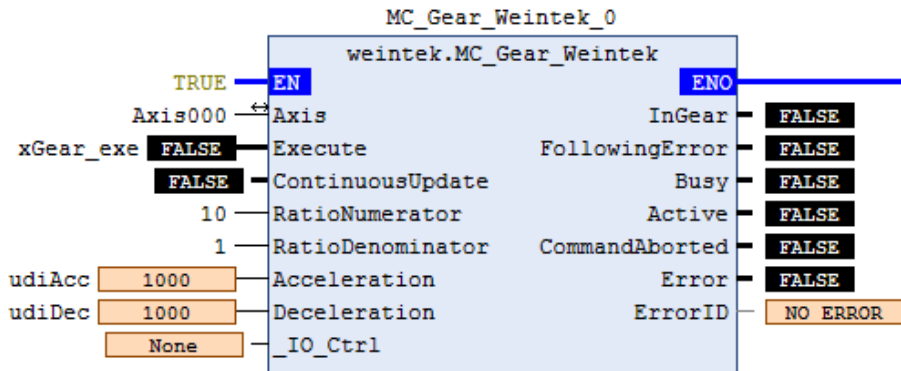 MC_Gear_Weintek_0
weintek.MC_Gear_Weintek
TRUE EN ENO
Axis000 Axis InGear FALSE
xGear_exe FALSE Execute FollowingError FALSE
FALSE ContinuousUpdate Busy FALSE
10 RatioNumerator Active FALSE
1 RatioDenominator CommandAborted FALSE
udiAcc 1000 Acceleration Error FALSE
udiDec 1000 Deceleration ErrorID NO ERROR
None _IO_Ctrl